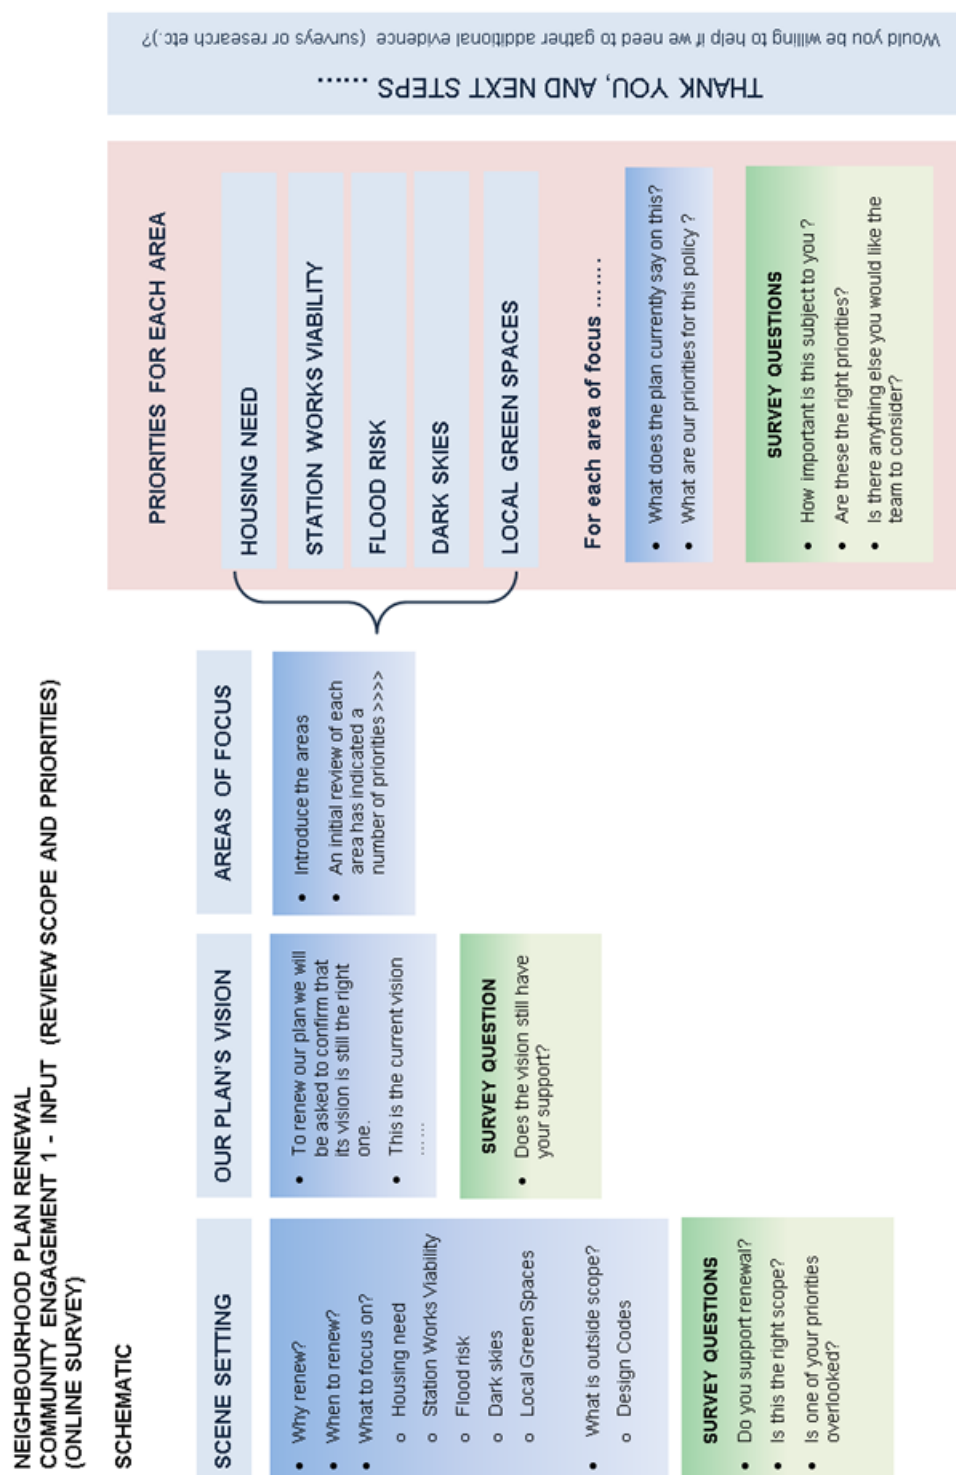 NEIGHBOURHOOD PLAN RENEWAL
COMMUNITY ENGAGEMENT 1 - INPUT (REVIEW SCOPE AND PRIORITIES)
(ONLINE SURVEY)
SCHEMATIC
SCENE SETTING
• Why renew?
• When to renew?
• What to focus on?
o Housing need
o Station Works Viability
o Flood risk
o Dark skies
o Local Green Spaces
• What is outside scope?
o Design Codes
SURVEY QUESTIONS
• Do you support renewal?
• Is this the right scope?
• Is one of your priorities
overlooked?
OUR PLAN'S VISION
• To renew our plan we will
be asked to confirm that
its vision is still the right
one.
• This is the current vision
……
SURVEY QUESTION
• Does the vision still have
your support?
AREAS OF FOCUS
• Introduce the areas
• An initial review of each
area has indicated a
number of priorities >>>>
PRIORITIES FOR EACH AREA
HOUSING NEED
STATION WORKS VIABILITY
FLOOD RISK
DARK SKIES
LOCAL GREEN SPACES
For each area of focus …….
• What does the plan currently say on this?
• What are our priorities for this policy ?
SURVEY QUESTIONS
• How important is this subject to you ?
• Are these the right priorities?
• Is there anything else you would like the
team to consider?
THANK YOU, AND NEXT STEPS ……
Would you be willing to help if we need to gather additional evidence (surveys or research etc.)?